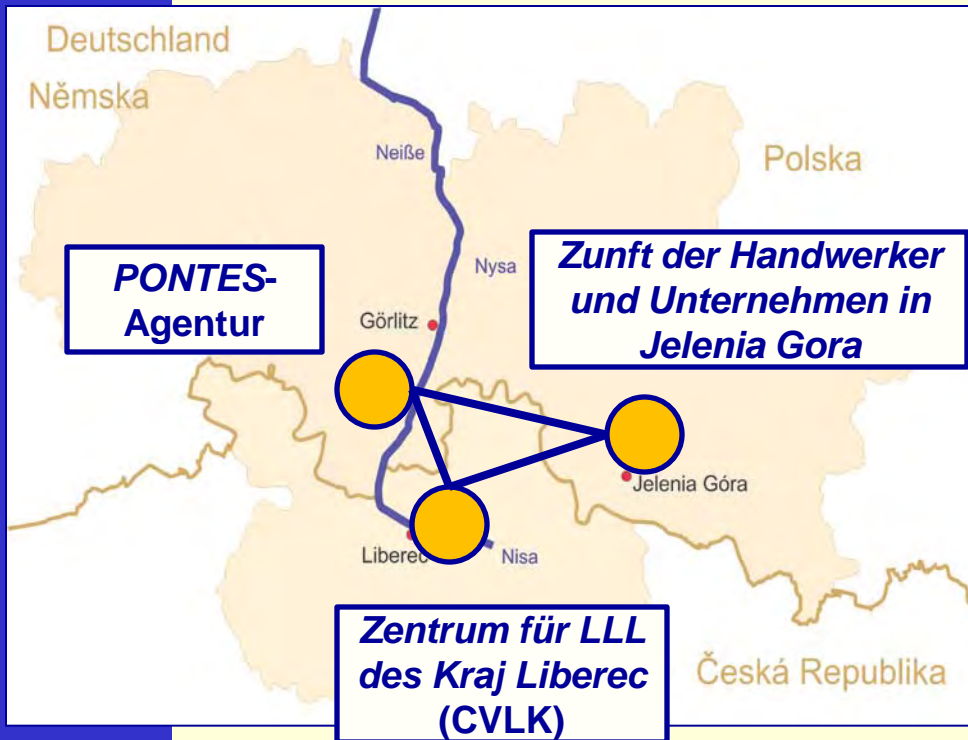 Deutschland
Němska
Neiße
Polska
PONTES-
Agentur
Nysa
Zunft der Handwerker
und Unternehmen in
Jelenia Gora
Görlitz
Jelenia Góra
Liberec
Nisa
Zentrum für LLL
des Kraj Liberec
(CVLK)
Česká Republika